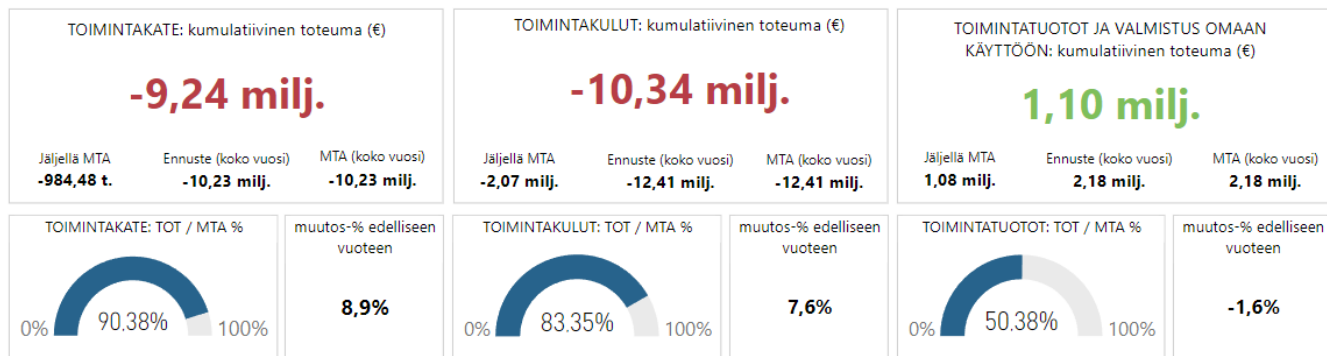 TOIMINTAKATE: kumulatiivinen toteuma (€)
-9,24 milj.
Jäljellä MTA
-984,48 t.
Ennuste (koko vuosi)
-10,23 milj.
MTA (koko vuosi)
-10,23 milj.
TOIMINTAKULUT: kumulatiivinen toteuma (€)
-10,34 milj.
Jäljellä MTA
-2,07 milj.
Ennuste (koko vuosi)
-12,41 milj.
MTA (koko vuosi)
-12,41 milj.
TOIMINTATUOTOT JA VALMISTUS OMAAN
KÄYTTÖÖN: kumulatiivinen toteuma (€)
1,10 milj.
Jäljellä MTA
1,08 milj.
Ennuste (koko vuosi)
2,18 milj.
MTA (koko vuosi)
2,18 milj.
TOIMINTAKATE: TOT / MTA %
0%
90.38%
100%
muutos-% edelliseen
vuoteen
8,9%
TOIMINTAKULUT: TOT / MTA %
0%
83.35%
100%
muutos-% edelliseen
vuoteen
7,6%
TOIMINTATUOTOT: TOT / MTA %
0%
50.38%
100%
muutos-% edelliseen
vuoteen
-1,6%